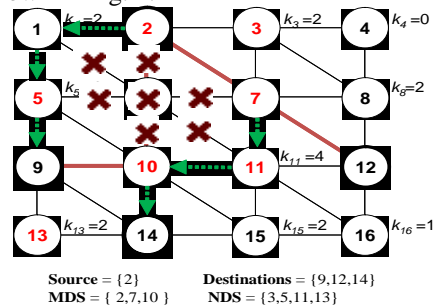 1 2 3 k3=2 4 k4=0
5 k5 7 8 k8=2
9 10 11 k11=4 12
13 k13=2 14 15 k15=2 16 k16=1
Source = {2} Destinations = {9,12,14}
MDS = { 2,7,10 } NDS = {3,5,11,13}